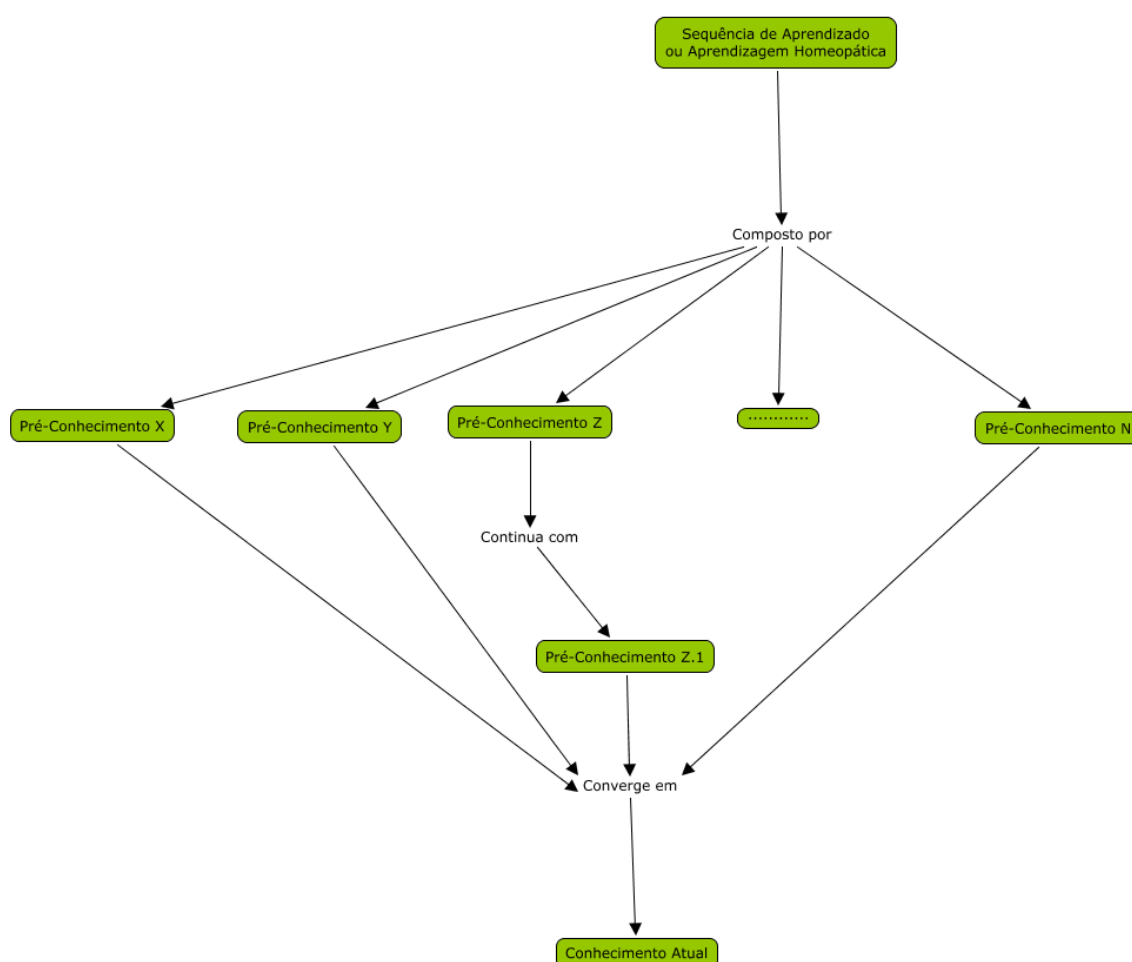 Sequência de Aprendizado
ou Aprendizagem Homeopática
Composto por
Pré-Conhecimento X
Pré-Conhecimento Y
Pré-Conhecimento Z
............
Pré-Conhecimento N
Continua com
Pré-Conhecimento Z.1
Converge em
Conhecimento Atual